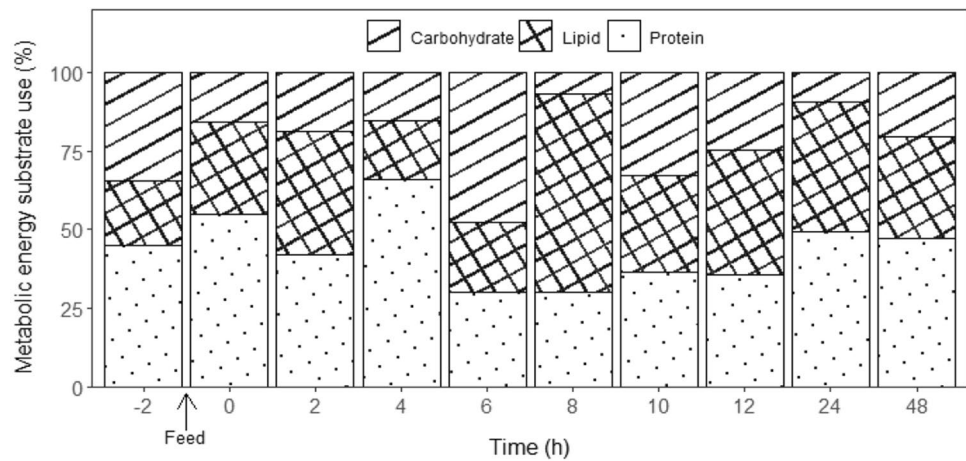 Carbohydrate Lipid Protein
Metabolic energy substrate use (%)
100
75
50
25
0
-2 0 2 4 6 8 10 12 24 48
Feed
Time (h)